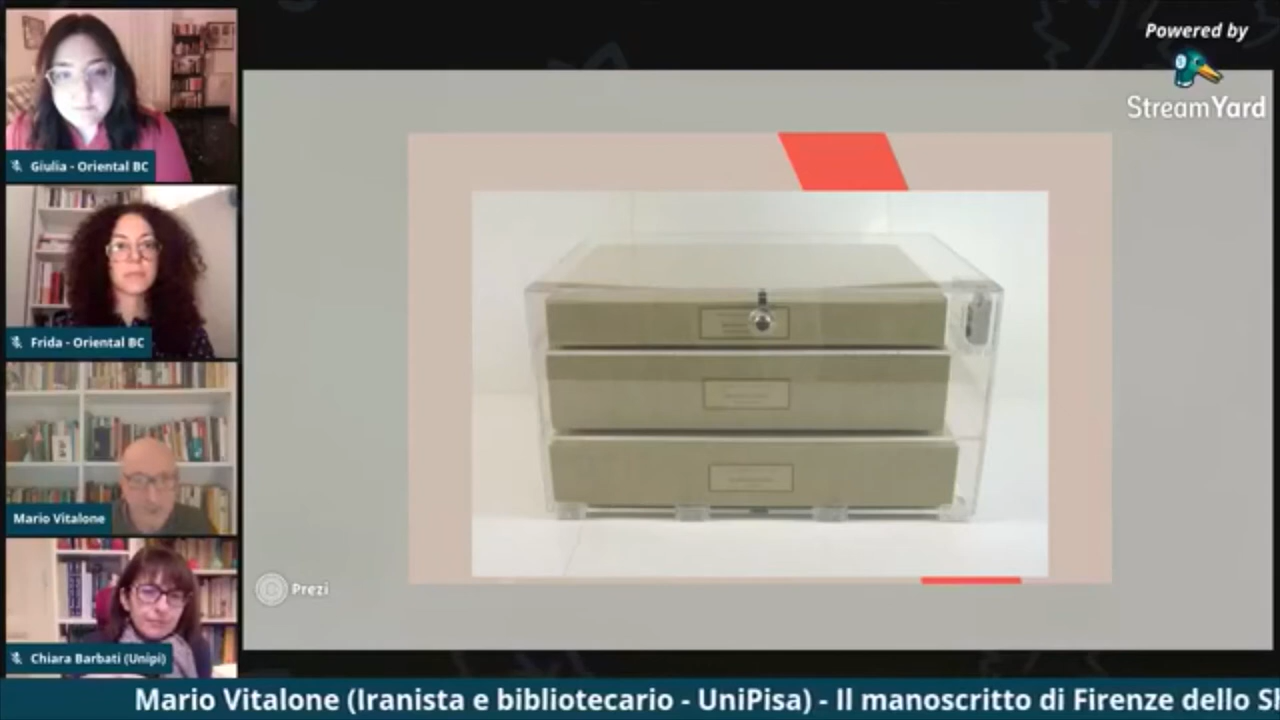 Powered by
StreamYard
Giulia - Oriental BC
Frida - Oriental BC
Mario Vitalone
Chiara Barbati (Unipi)
Prezi
Mario Vitalone (Iranista e bibliotecario - UniPisa) - Il manoscritto di Firenze dello